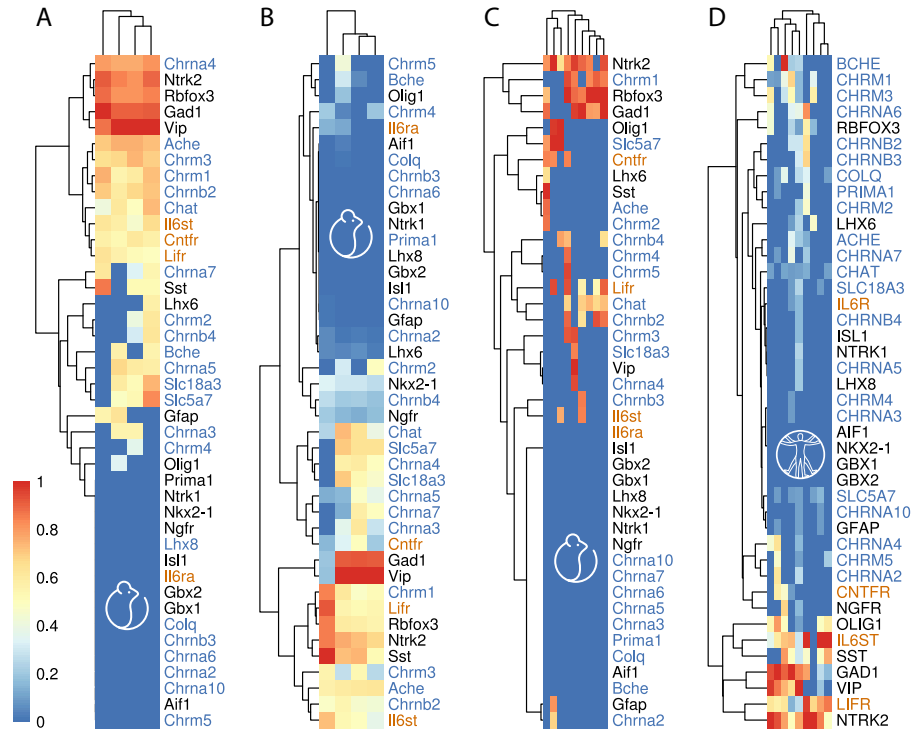 A
Chrna4
Ntrk2
Rbfox3
Gad1
Vip
Ache
Chrm3
Chrm1
Chrnb2
Chat
Il6st
Cntfr
Lifr
Chrna7
Sst
Lhx6
Chrm2
Chrnb4
Bche
Chrna5
Slc18a3
Slc5a7
Gfap
Chrna3
Chrm4
Olig1
Prima1
Ntrk1
Nkx2-1
Ngfr
Lhx8
Isl1
Il6ra
Gbx2
Gbx1
Colq
Chrnb3
Chrna6
Chrna2
Chrna10
Aif1
Chrm5
1
0.8
0.6
0.4
0.2
0
B
Chrm5
Bche
Olig1
Chrm4
Il6ra
Aif1
Colq
Chrnb3
Chrna6
Gbx1
Ntrk1
Prima1
Lhx8
Gbx2
Isl1
Chrna10
Gfap
Chrna2
Lhx6
Chrm2
Nkx2-1
Chrnb4
Ngfr
Chat
Slc5a7
Chrna4
Slc18a3
Chrna5
Chrna7
Chrna3
Cntfr
Gad1
Vip
Chrm1
Lifr
Rbfox3
Ntrk2
Sst
Chrm3
Ache
Chrnb2
Il6st
C
Ntrk2
Chrm1
Rbfox3
Gad1
Olig1
Slc5a7
Cntfr
Lhx6
Sst
Ache
Chrm2
Chrnb4
Chrm4
Chrm5
Lifr
Chat
Chrnb2
Chrm3
Slc18a3
Vip
Chrna4
Chrnb3
Il6st
Il6ra
Isl1
Gbx2
Gbx1
Lhx8
Nkx2-1
Ntrk1
Ngfr
Chrna10
Chrna7
Chrna6
Chrna5
Prima1
Colq
Aif1
Bche
Gfap
Chrna2
D
BCHE
CHRM1
CHRM3
CHRNA6
RBFOX3
CHRNB2
CHRNB3
COLQ
PRIMA1
CHRM2
LHX6
ACHE
CHRNA7
CHAT
SLC18A3
IL6R
CHRNB4
ISL1
NTRK1
CHRNA5
LHX8
CHRM4
CHRNA3
AIF1
NKX2-1
GBX1
GBX2
SLC5A7
CHRNA10
GFAP
CHRNA4
CHRM5
CHRNA2
CNTFR
NGFR
OLIG1
IL6ST
SST
GAD1
VIP
LIFR
NTRK2